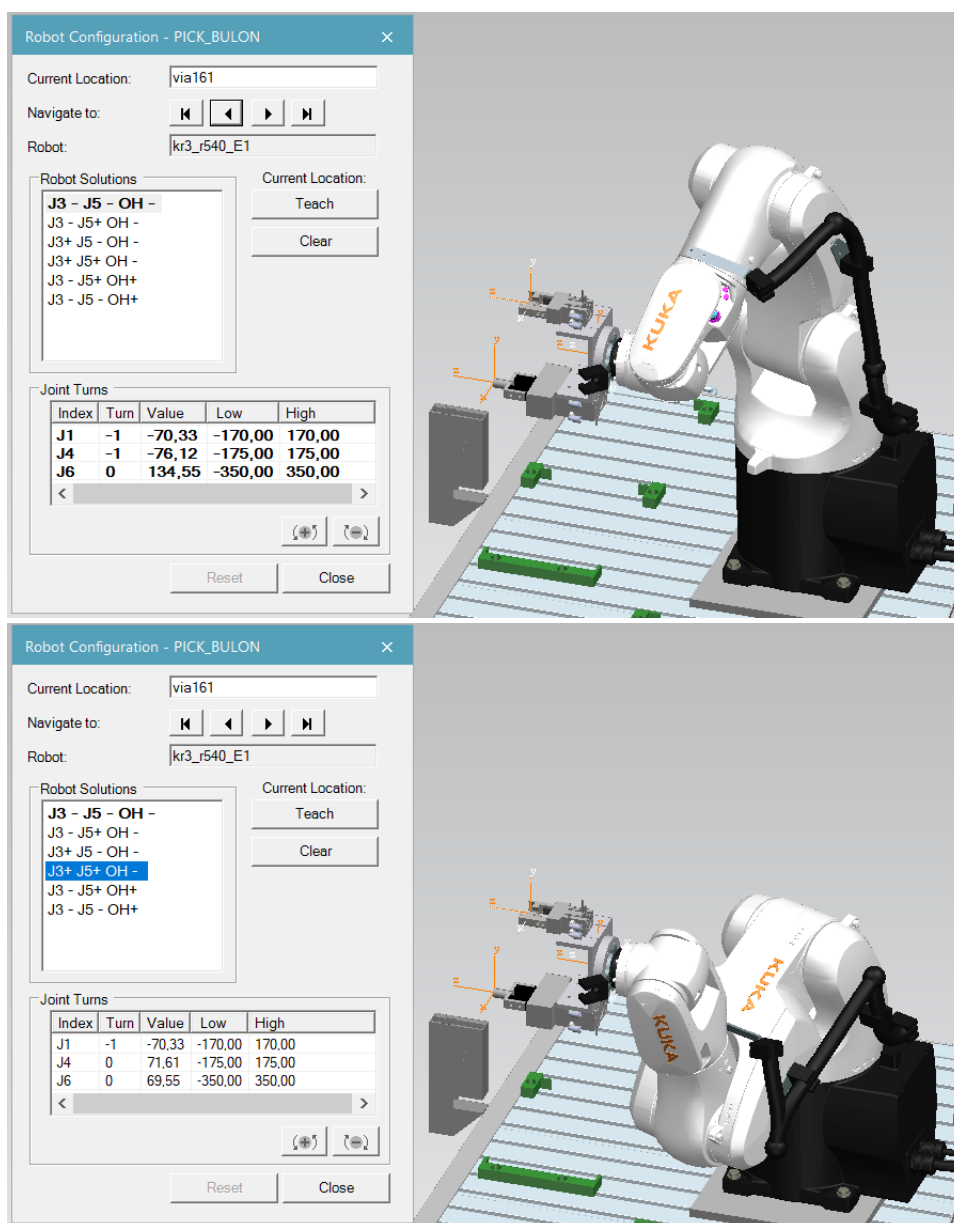 Robot Configuration - PICK_BULON ×
Current Location: via161
Navigate to:
Robot: kr3_r540_E1
Robot Solutions Current Location:
J3 - J5 - OH - Teach
J3 - J5+ OH -
J3+ J5 - OH - Clear
J3+ J5+ OH -
J3 - J5+ OH+
J3 - J5 - OH+
Joint Turns
Index Turn Value Low High
J1 -1 -70,33 -170,00 170,00
J4 -1 -76,12 -175,00 175,00
J6 0 134,55 -350,00 350,00
Reset Close
KUKA
y
z
x
y
z
x
z
Robot Configuration - PICK_BULON ×
Current Location: via161
Navigate to:
Robot: kr3_r540_E1
Robot Solutions Current Location:
J3 - J5 - OH - Teach
J3 - J5+ OH -
J3+ J5 - OH - Clear
J3+ J5+ OH -
J3 - J5+ OH+
J3 - J5 - OH+
Joint Turns
Index Turn Value Low High
J1 -1 -70,33 -170,00 170,00
J4 0 71,61 -175,00 175,00
J6 0 69,55 -350,00 350,00
Reset Close
KUKA
KUKA
y
z
x
y
z
x
z